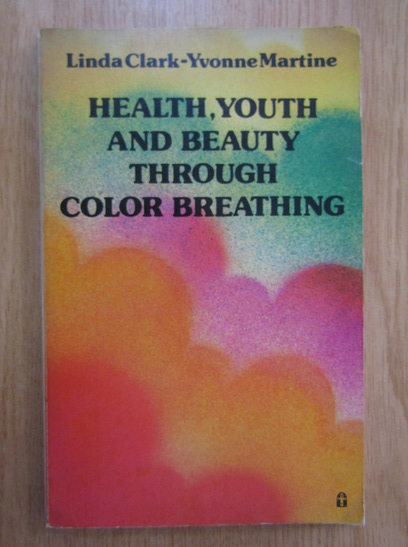 Linda Clark-Yvonne Martine
HEALTH, YOUTH
AND BEAUTY
THROUGH
COLOR BREATHING